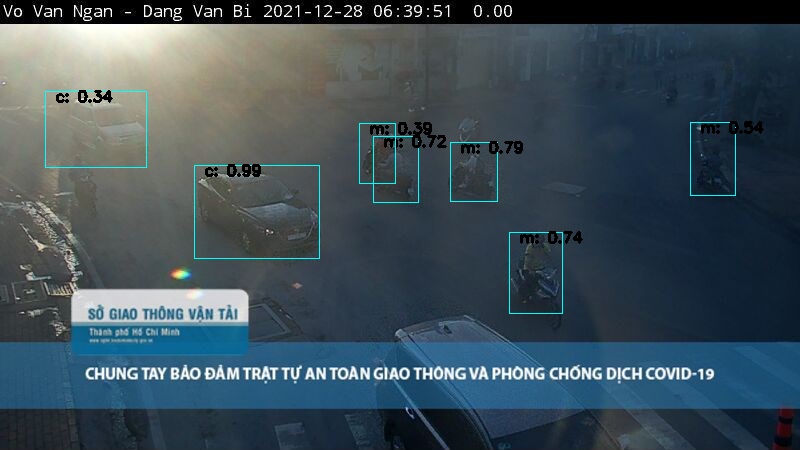 Vo Van Ngan - Dang Van Bi 2021-12-28 06:39:51 0.00
c: 0.34
m: 0.39
m: 0.72
m: 0.79
m: 0.54
c: 0.99
m: 0.74
SỞ GIAO THÔNG VẬN TẢI
Thành phố Hồ Chí Minh
CHUNG TAY BẢO ĐẢM TRẬT TỰ AN TOÀN GIAO THÔNG VÀ PHÒNG CHỐNG DỊCH COVID-19